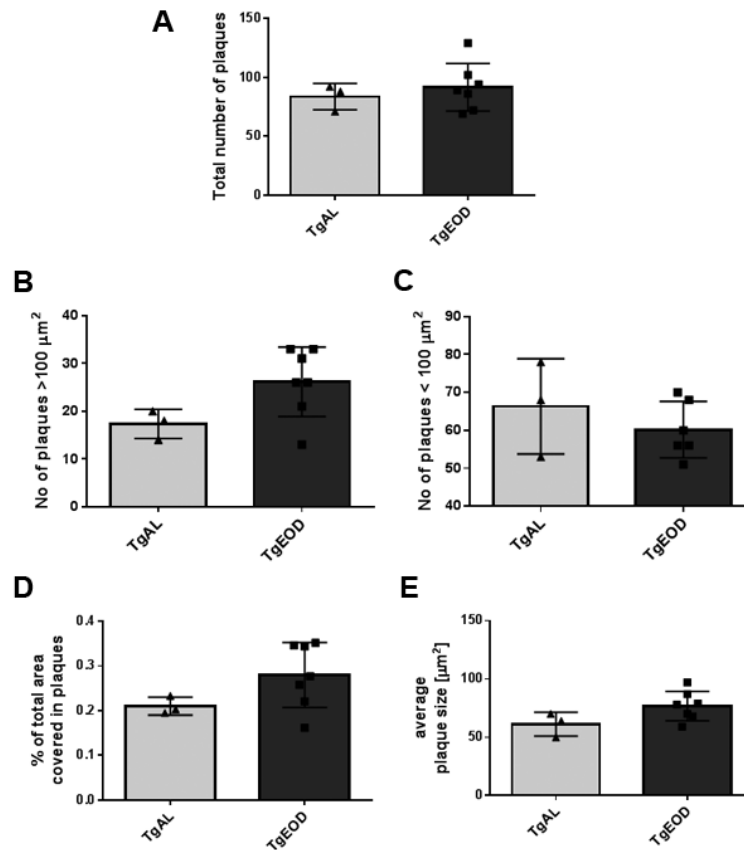 A
Total number of plaques
150
100
50
0
TgAL
TgEOD
B
No of plaques >100 μm²
40
30
20
10
0
TgAL
TgEOD
C
No of plaques < 100 μm²
90
80
70
60
50
40
TgAL
TgEOD
D
% of total area
covered in plaques
0.4
0.3
0.2
0.1
0.0
TgAL
TgEOD
E
average
plaque size [μm²]
150
100
50
0
TgAL
TgEOD